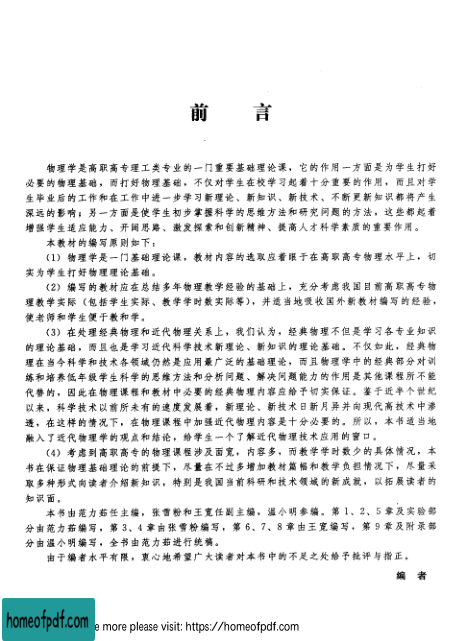 前 言
物理学是高职高专理工类专业的一门重要基础理论课，它的作用一方面是为学生打好
必要的物理基础，而打好物理基础，不仅对学生在校学习起着十分重要的作用，而且对学
生毕业后的工作和在工作中进一步学习新理论、新知识、新技术、不断更新知识都将产生
深远的影响；另一方面是使学生初步掌握科学的思维方法和研究问题的方法，这些都起着
增强学生适应能力、开阔思路、激发探索和创新精神、提高人才科学素质的重要作用。
本教材的编写原则如下：
（1）物理学是一门基础理论课，教材内容的选取应着眼于在高职高专物理水平上，切
实为学生打好物理理论基础。
（2）编写的教材应在总结多年物理教学经验的基础上，充分考虑我国目前高职高专物
理教学实际（包括学生实际、教学学时数实际等），并适当地吸收国外新教材编写的经验，
使老师和学生便于教和学。
（3）在处理经典物理和近代物理关系上，我们认为，经典物理不但是学习各专业知识
的理论基础，而且也是学习近代科学技术新理论、新知识的理论基础。不仅如此，经典物
理在当今科学和技术各领域仍然是应用最广泛的基础理论，而且物理学中的经典部分对训
练和培养低年级学生科学的思维方法和分析问题、解决问题能力的作用是其他课程所不能
代替的，因此在物理课程和教材中必要的经典物理内容应给予切实保证。鉴于近半个世纪
以来，科学技术以前所未有的速度发展着，新理论、新技术日新月异并向现代高技术中渗
透，在这样的情况下，在物理课程中加强近代物理内容是十分必要的。所以，本书适当地
融入了近代物理学的观点和结论，给学生一个了解近代物理技术应用的窗口。
（4）考虑到高职高专的物理课程涉及面宽，内容多，而教学学时数少的具体情况，本
书在保证物理基础理论的前提下，尽量在不过多增加教材篇幅和教学负担情况下，尽量采
取多种形式向读者介绍新知识，特别是我国当前科研和技术领域的新成就，以拓展读者的
知识面。
本书由范力茹任主编，张雪粉和王宽任副主编，温小明参编。第1、2、5章及实验部
分由范力茹编写，第3、4章由张雪粉编写，第6、7、8章由王宽编写，第9章及附录部
分由温小明编写，全书由范力茹进行统稿。
由于编者水平有限，衷心地希望广大读者对本书中的不足之处给予批评与指正。
编 者
homeofpdf.com
e more please visit: https://homeofpdf.com